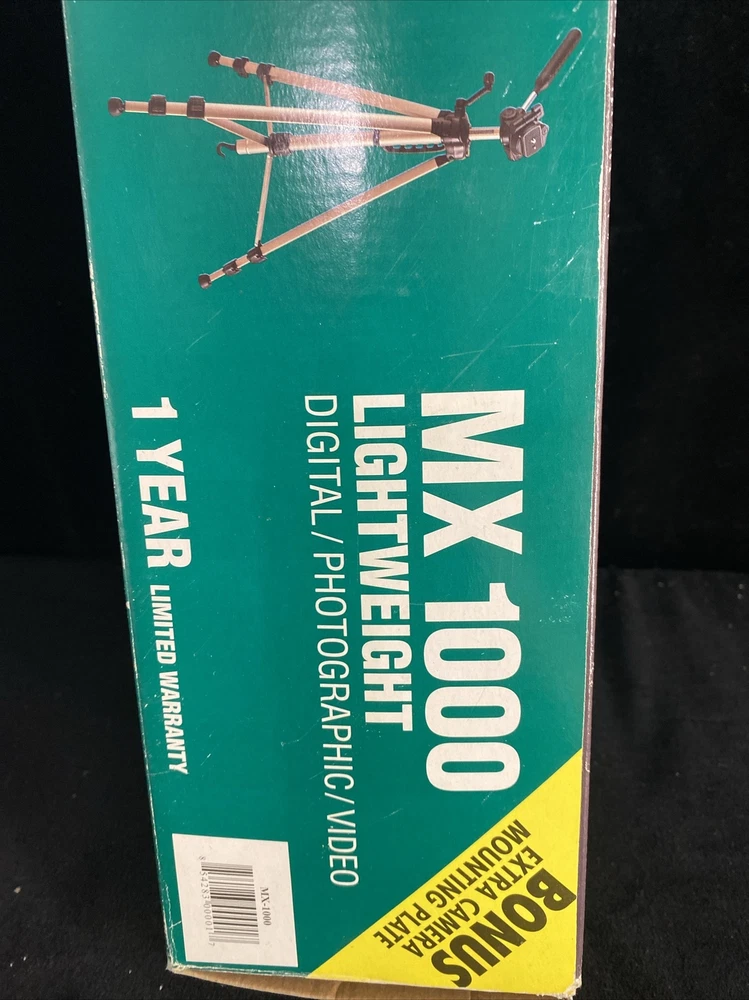 MX 1000
LIGHTWEIGHT
DIGITAL / PHOTOGRAPHIC / VIDEO
1 YEAR LIMITED WARRANTY
BONUS
EXTRA CAMERA
MOUNTING PLATE
MX-1000